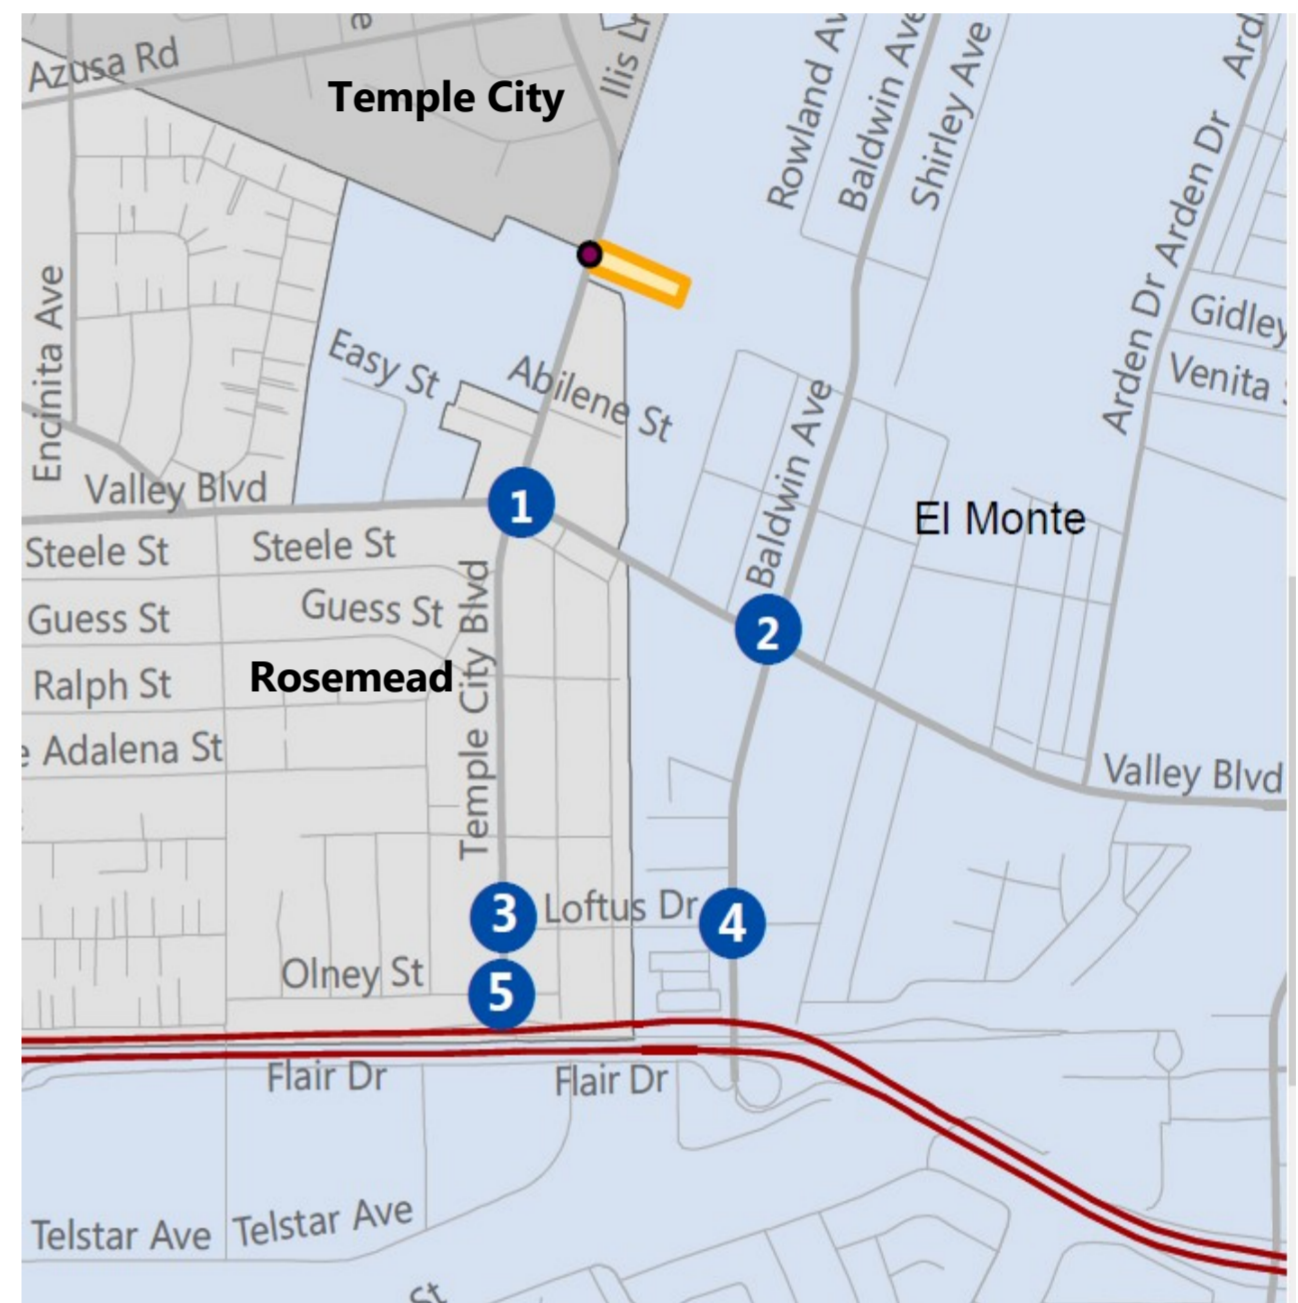 Azusa Rd
Temple City
Rowland Av
Baldwin Ave
Shirley Ave
Arden Dr
Arden Dr
Encinita Ave
Easy St
Abilene St
Gidley
Venita
Baldwin Ave
Valley Blvd
1
El Monte
Steele St
Steele St
Guess St
Guess St
2
Temple City Blvd
Rosemead
Ralph St
Adalena St
Valley Blvd
3
Loftus Dr
4
Olney St
5
Flair Dr
Flair Dr
Telstar Ave
Telstar Ave
St